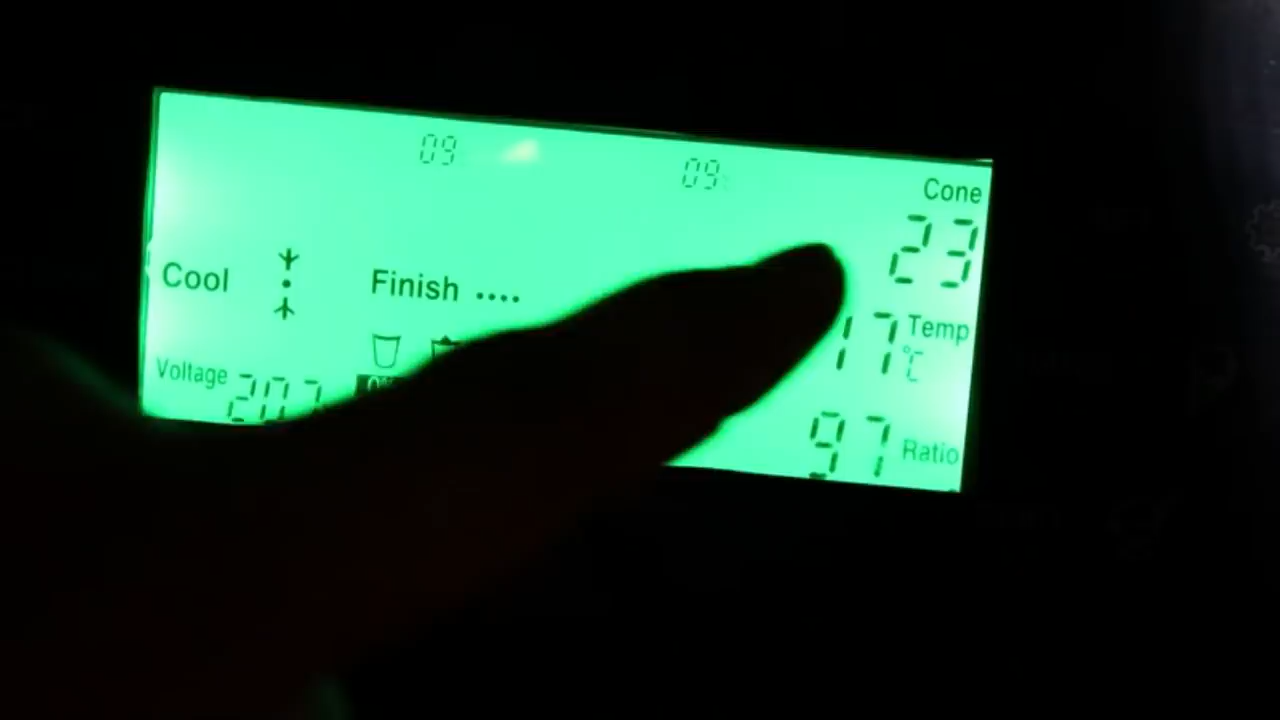 09 09
Cone
23
Cool Finish ....
17 Temp
°C
Voltage
97 Ratio